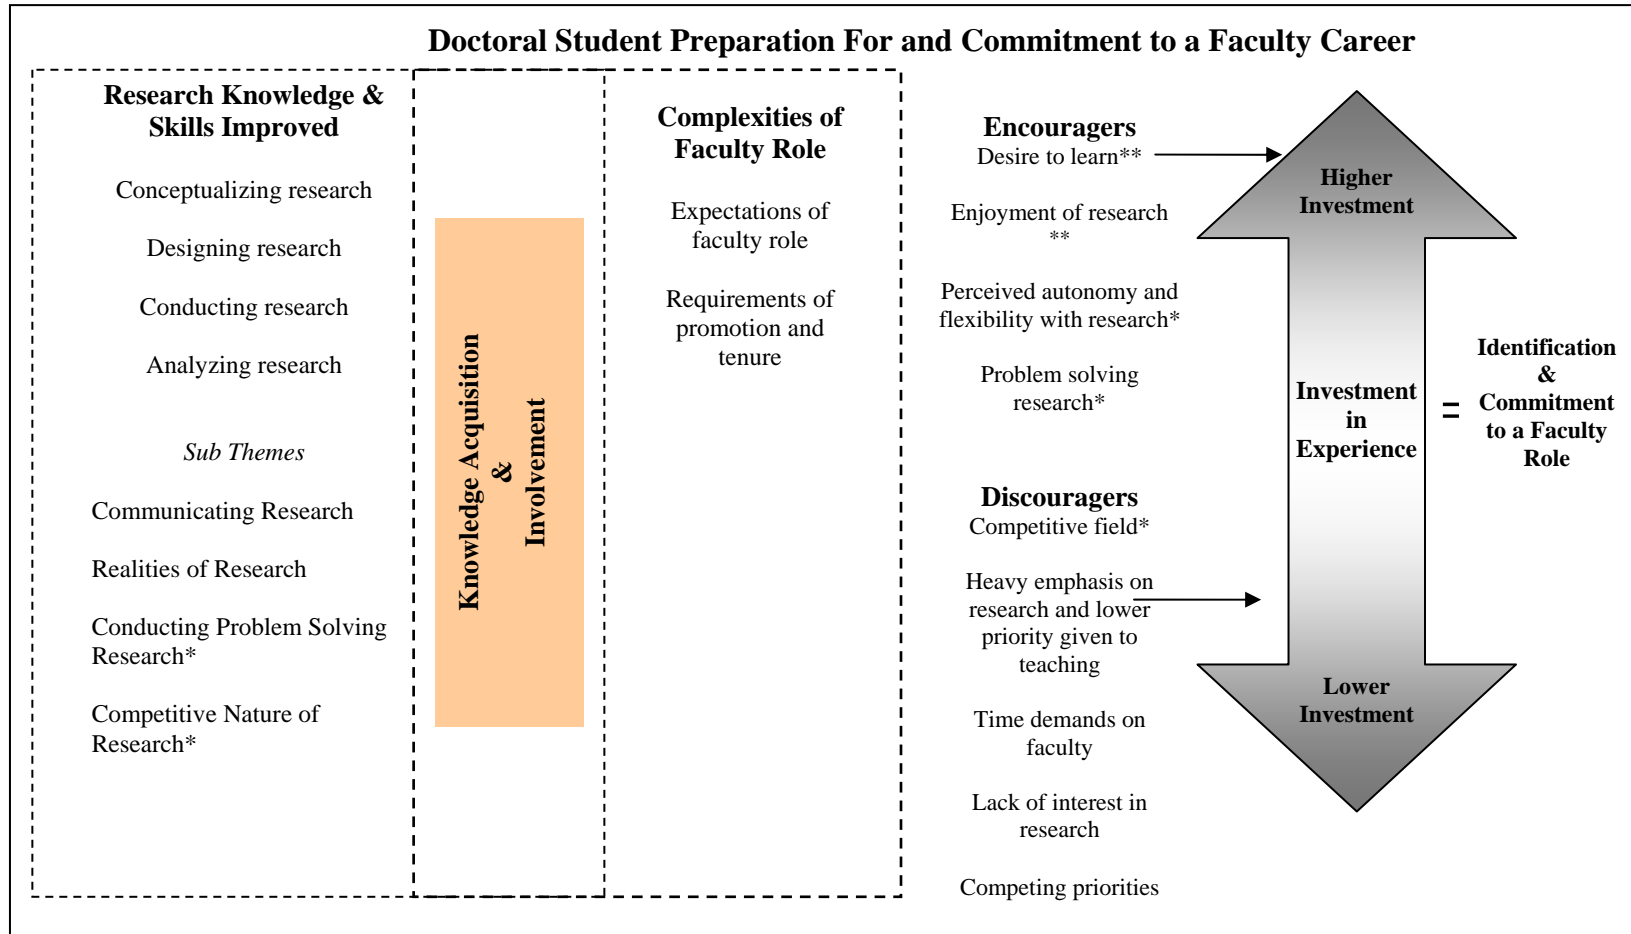 Doctoral Student Preparation For and Commitment to a Faculty Career
Research Knowledge &
Skills Improved
Conceptualizing research
Designing research
Conducting research
Analyzing research
Sub Themes
Communicating Research
Realities of Research
Conducting Problem Solving
Research*
Competitive Nature of
Research*
Knowledge Acquisition
&
Involvement
Complexities of
Faculty Role
Expectations of
faculty role
Requirements of
promotion and
tenure
Encouragers
Desire to learn**
Enjoyment of research
**
Perceived autonomy and
flexibility with research*
Problem solving
research*
Discouragers
Competitive field*
Heavy emphasis on
research and lower
priority given to
teaching
Time demands on
faculty
Lack of interest in
research
Competing priorities
Higher
Investment
Investment
in
Experience
Lower
Investment
=
Identification
&
Commitment
to a Faculty
Role